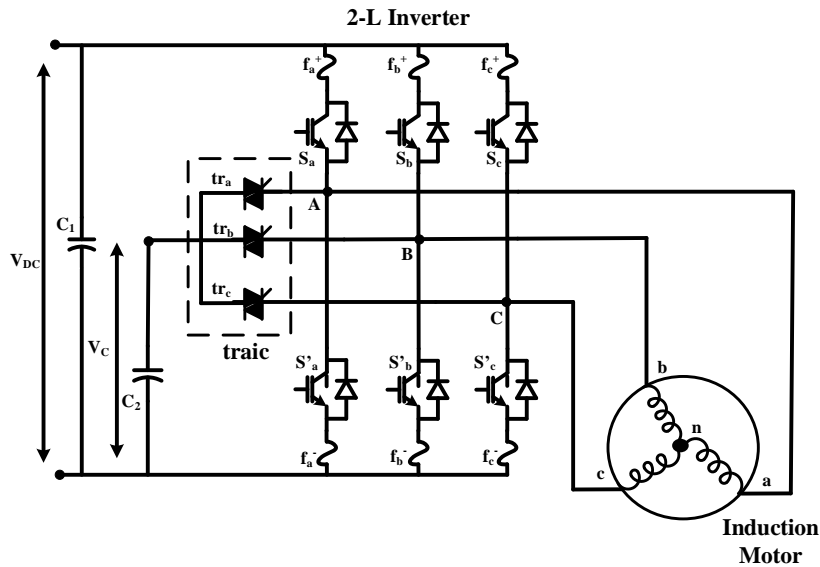 2-L Inverter
fa+
fb+
fc+
Sa
Sb
Sc
tra
A
trb
C1
B
VDC
trc
C
VC
traic
S'a
S'b
S'c
b
C2
n
fa-
fb-
fc-
c
a
Induction
Motor